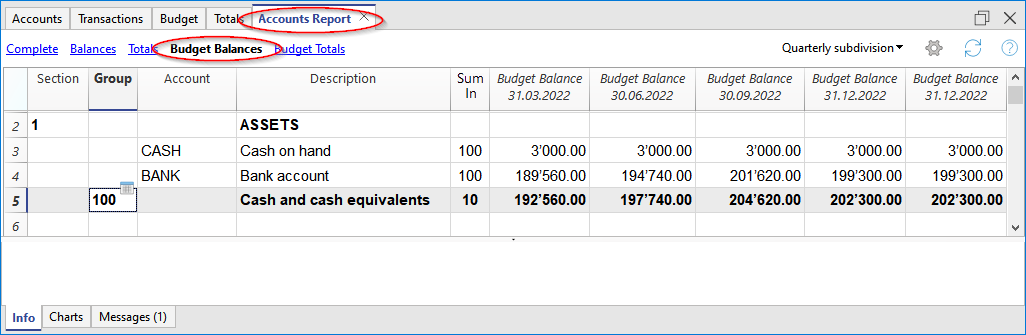 Accounts Transactions Budget Totals Accounts Report
Complete Balances Totals Budget Balances Budget Totals Quarterly subdivision
Section Group Account Description Sum In Budget Balance 31.03.2022 Budget Balance 30.06.2022 Budget Balance 30.09.2022 Budget Balance 31.12.2022 Budget Balance 31.12.2022
2 1 ASSETS
3 CASH Cash on hand 100 3’000.00 3’000.00 3’000.00 3’000.00 3’000.00
4 BANK Bank account 100 189’560.00 194’740.00 201’620.00 199’300.00 199’300.00
5 100 Cash and cash equivalents 10 192’560.00 197’740.00 204’620.00 202’300.00 202’300.00
6
Info Charts Messages (1)